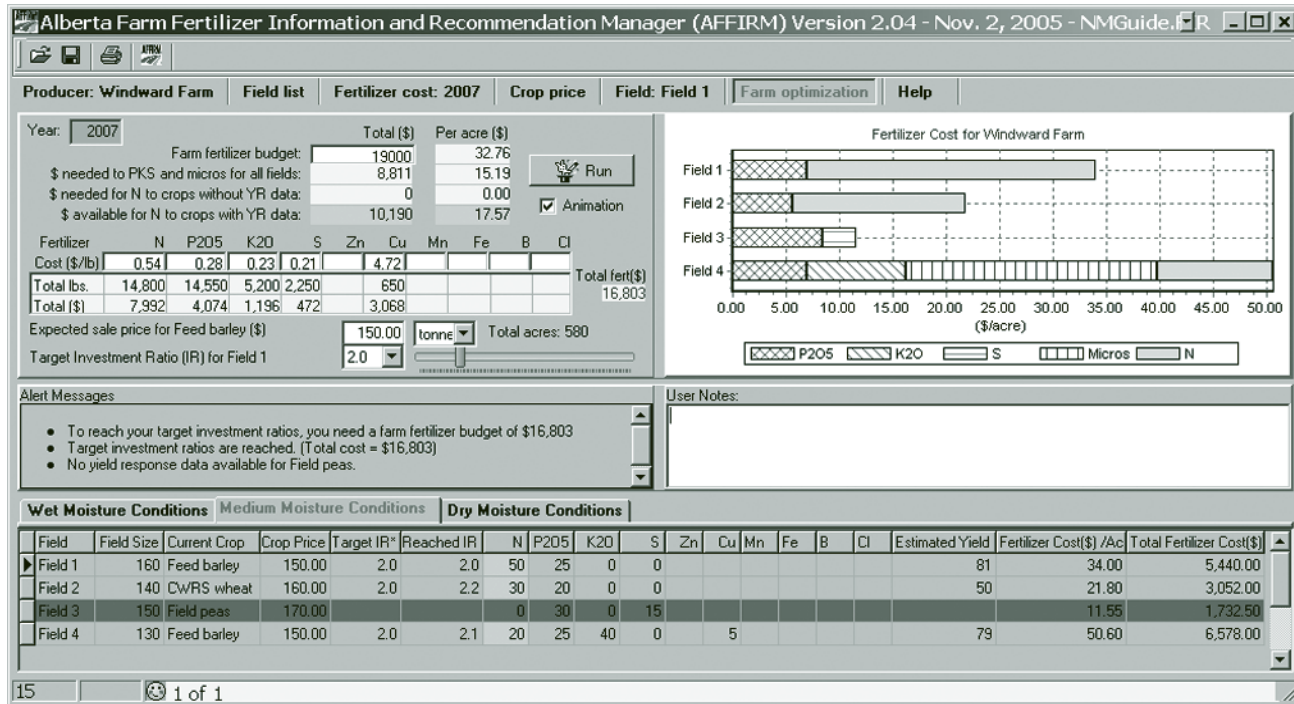 Alberta Farm Fertilizer Information and Recommendation Manager (AFFIRM) Version 2.04 - Nov. 2, 2005 - NMGuide.F R
AFFIRM
Producer: Windward Farm Field list Fertilizer cost: 2007 Crop price Field: Field 1 Farm optimization Help
Year: 2007 Total ($) Per acre ($)
Farm fertilizer budget: 19000 32.76
$ needed to PKS and micros for all fields: 8,811 15.19
$ needed for N to crops without YR data: 0 0.00
$ available for N to crops with YR data: 10,190 17.57
Run
Animation
Fertilizer N P2O5 K2O S Zn Cu Mn Fe B Cl
Cost ($/lb) 0.54 0.28 0.23 0.21 4.72
Total lbs. 14,800 14,550 5,200 2,250 650
Total ($) 7,992 4,074 1,196 472 3,068
Total fert($)
16,803
Expected sale price for Feed barley ($) 150.00 tonne Total acres: 580
Target Investment Ratio (IR) for Field 1 2.0
Fertilizer Cost for Windward Farm
Field 1
Field 2
Field 3
Field 4
0.00 5.00 10.00 15.00 20.00 25.00 30.00 35.00 40.00 45.00 50.00
($/acre)
P2O5 K2O S Micros N
Alert Messages
• To reach your target investment ratios, you need a farm fertilizer budget of $16,803
• Target investment ratios are reached. (Total cost = $16,803)
• No yield response data available for Field peas.
User Notes:
Wet Moisture Conditions Medium Moisture Conditions Dry Moisture Conditions
Field Field Size Current Crop Crop Price Target IR* Reached IR N P2O5 K2O S Zn Cu Mn Fe B Cl Estimated Yield Fertilizer Cost($) /Ac Total Fertilizer Cost($)
Field 1 160 Feed barley 150.00 2.0 2.0 50 25 0 0 81 34.00 5,440.00
Field 2 140 CWRS wheat 160.00 2.0 2.2 30 20 0 0 50 21.80 3,052.00
Field 3 150 Field peas 170.00 0 30 0 15 11.55 1,732.50
Field 4 130 Feed barley 150.00 2.0 2.1 20 25 40 0 5 79 50.60 6,578.00
15 1 of 1